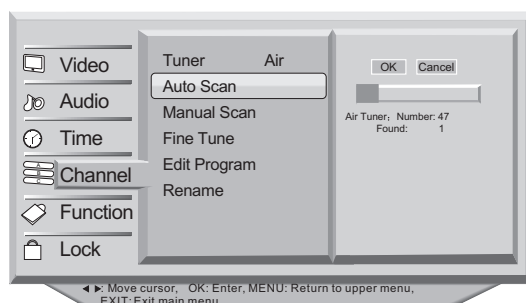 Video
Audio
Time
Channel
Function
Lock
Tuner Air
Auto Scan
Manual Scan
Fine Tune
Edit Program
Rename
OK Cancel
Air Tuner; Number: 47
Found: 1
◀ ▶: Move cursor, OK: Enter, MENU: Return to upper menu,
EXIT: Exit main menu